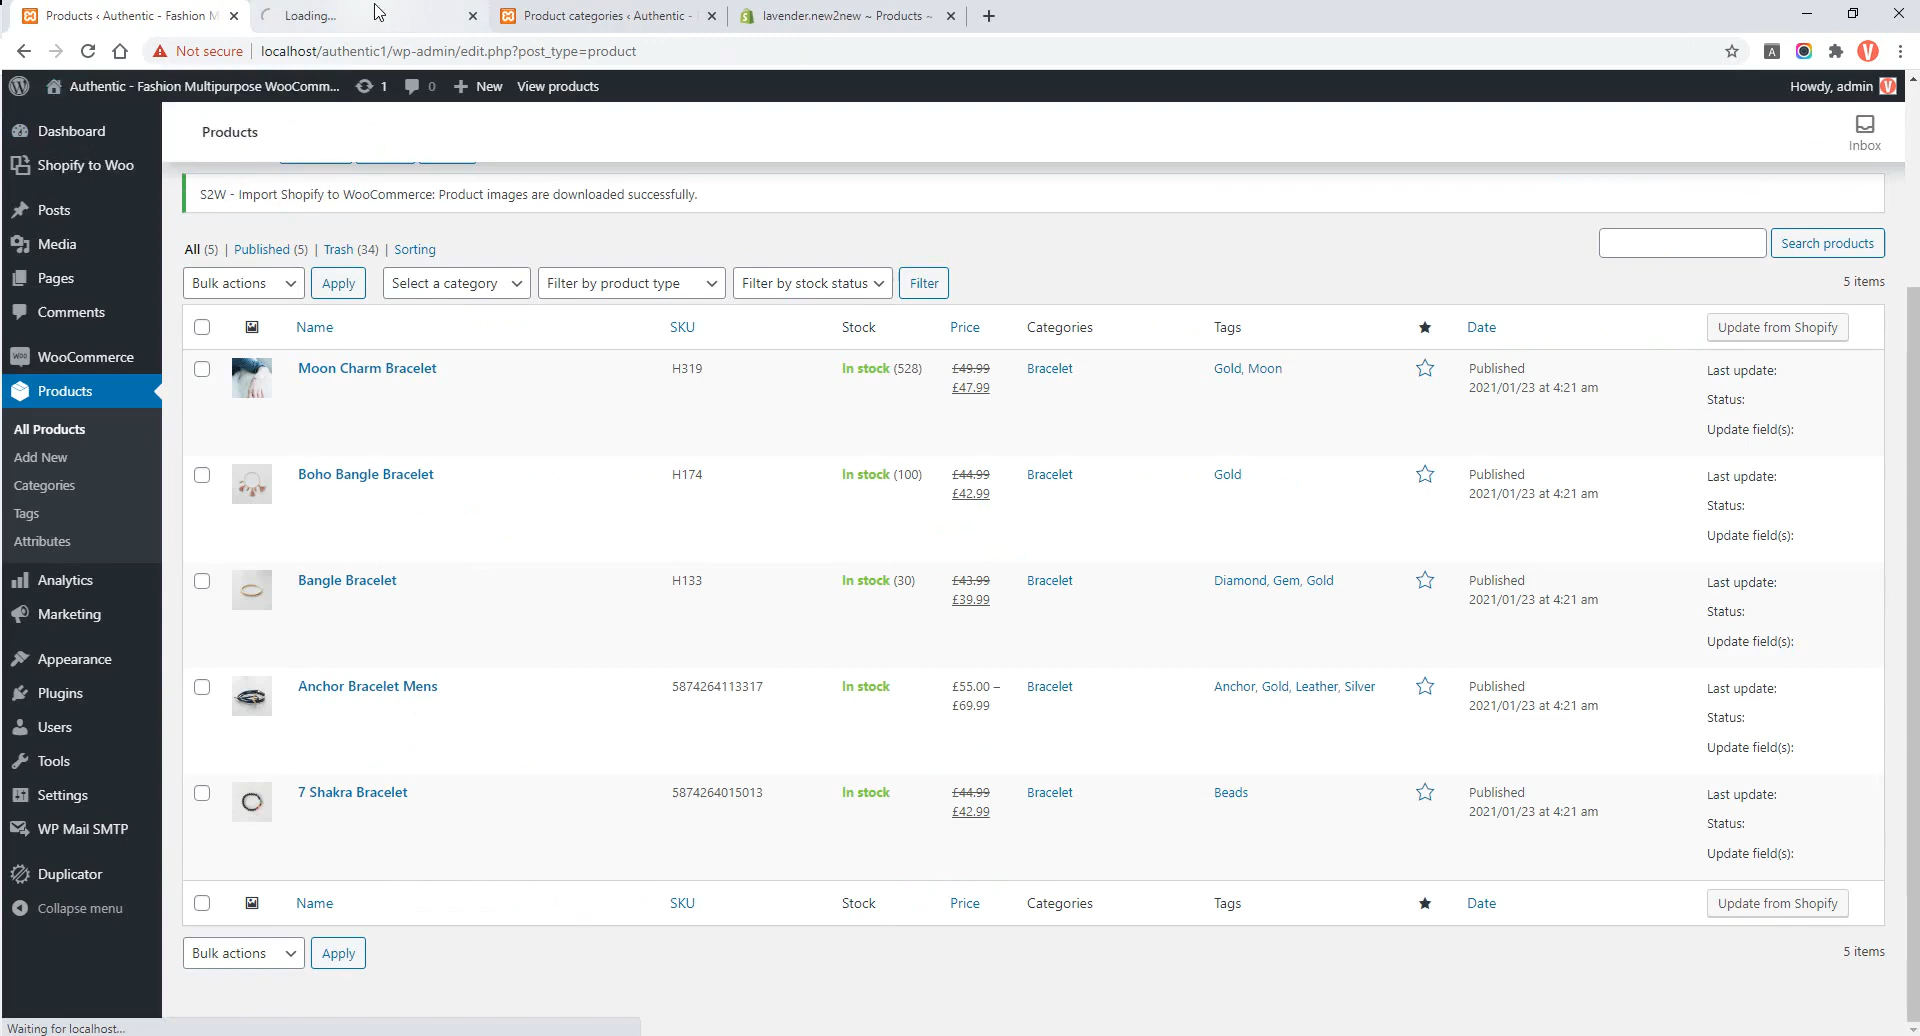 Products ‹ Authentic - Fashion M
Loading...
Product categories ‹ Authentic -
lavender.new2new ~ Products ~
Not secure
localhost/authentic1/wp-admin/edit.php?post_type=product
Authentic - Fashion Multipurpose WooComm...
1
0
New
View products
Howdy, admin
Dashboard
Shopify to Woo
Posts
Media
Pages
Comments
WooCommerce
Products
All Products
Add New
Categories
Tags
Attributes
Analytics
Marketing
Appearance
Plugins
Users
Tools
Settings
WP Mail SMTP
Duplicator
Collapse menu
Products
Inbox
S2W - Import Shopify to WooCommerce: Product images are downloaded successfully.
All (5) | Published (5) | Trash (34) | Sorting
Search products
Bulk actions
Apply
Select a category
Filter by product type
Filter by stock status
Filter
5 items
Name SKU Stock Price Categories Tags Date Update from Shopify
Moon Charm Bracelet H319 In stock (528) £49.99 Bracelet Gold, Moon Published Last update:
£47.99 2021/01/23 at 4:21 am
Status:
Update field(s):
Boho Bangle Bracelet H174 In stock (100) £44.99 Bracelet Gold Published Last update:
£42.99 2021/01/23 at 4:21 am
Status:
Update field(s):
Bangle Bracelet H133 In stock (30) £43.99 Bracelet Diamond, Gem, Gold Published Last update:
£39.99 2021/01/23 at 4:21 am
Status:
Update field(s):
Anchor Bracelet Mens 5874264113317 In stock £55.00 – Bracelet Anchor, Gold, Leather, Silver Published Last update:
£69.99 2021/01/23 at 4:21 am
Status:
Update field(s):
7 Shakra Bracelet 5874264015013 In stock £44.99 Bracelet Beads Published Last update:
£42.99 2021/01/23 at 4:21 am
Status:
Update field(s):
Name SKU Stock Price Categories Tags Date Update from Shopify
Bulk actions
Apply
5 items
Waiting for localhost...